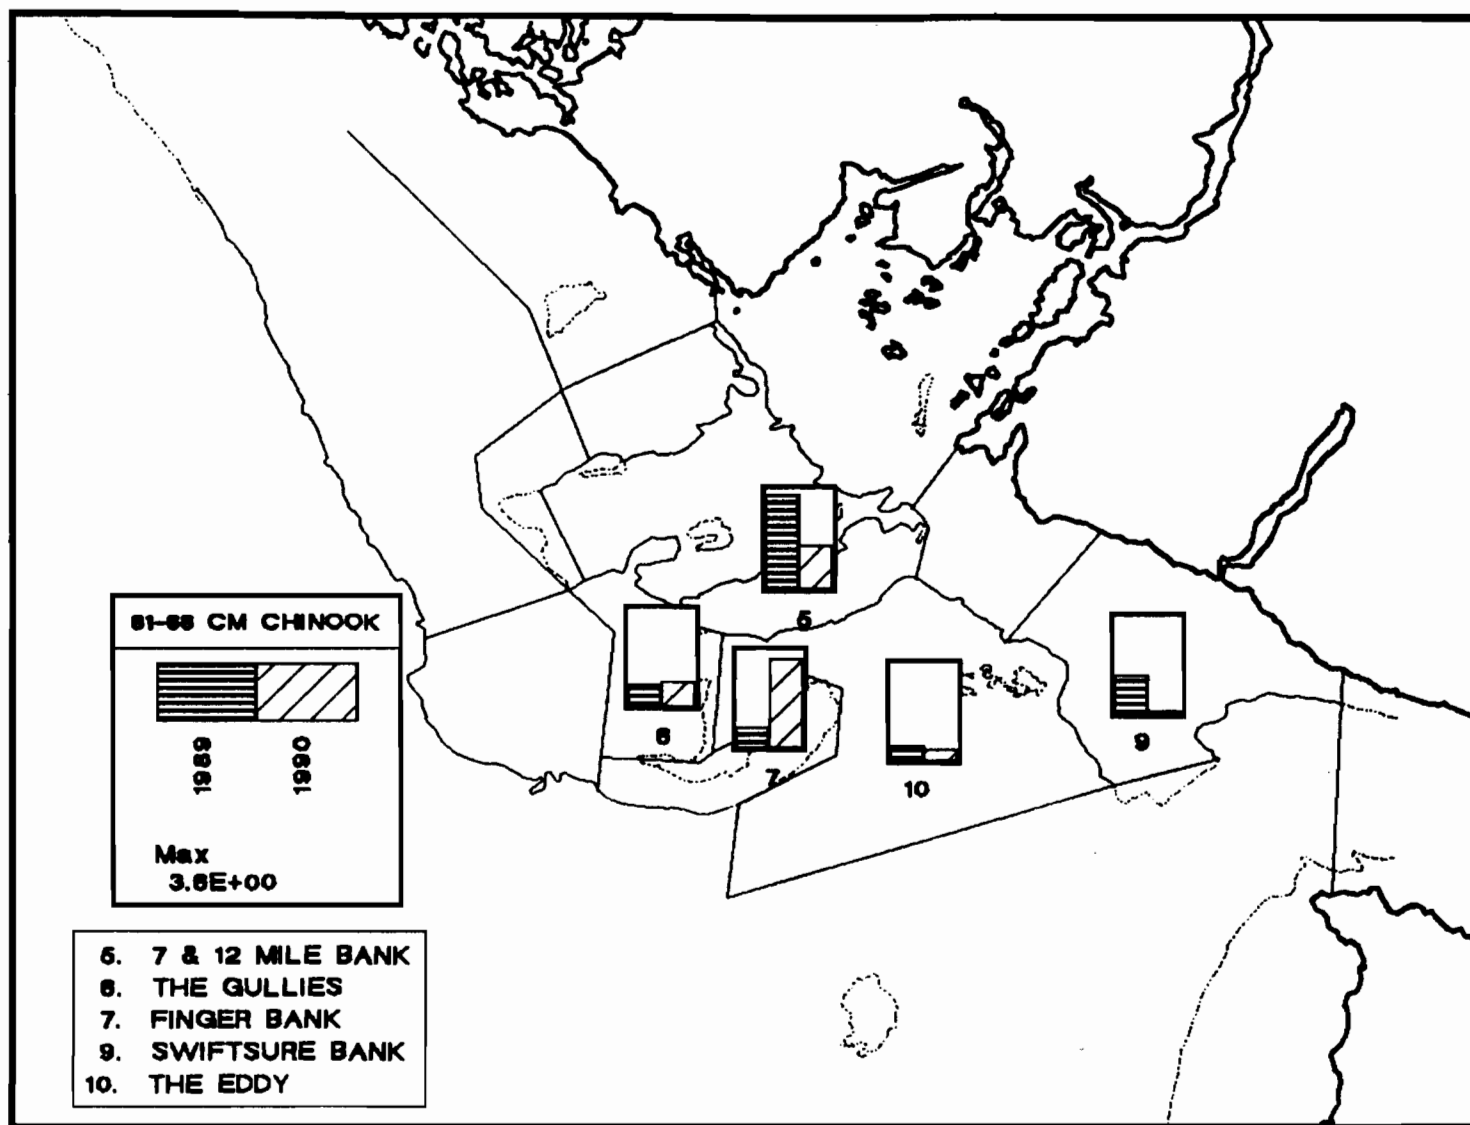 61-65 CM CHINOOK
1989
1990
Max
3.6E+00
5. 7 & 12 MILE BANK
6. THE GULLIES
7. FINGER BANK
9. SWIFTSURE BANK
10. THE EDDY
5
6
7
10
9